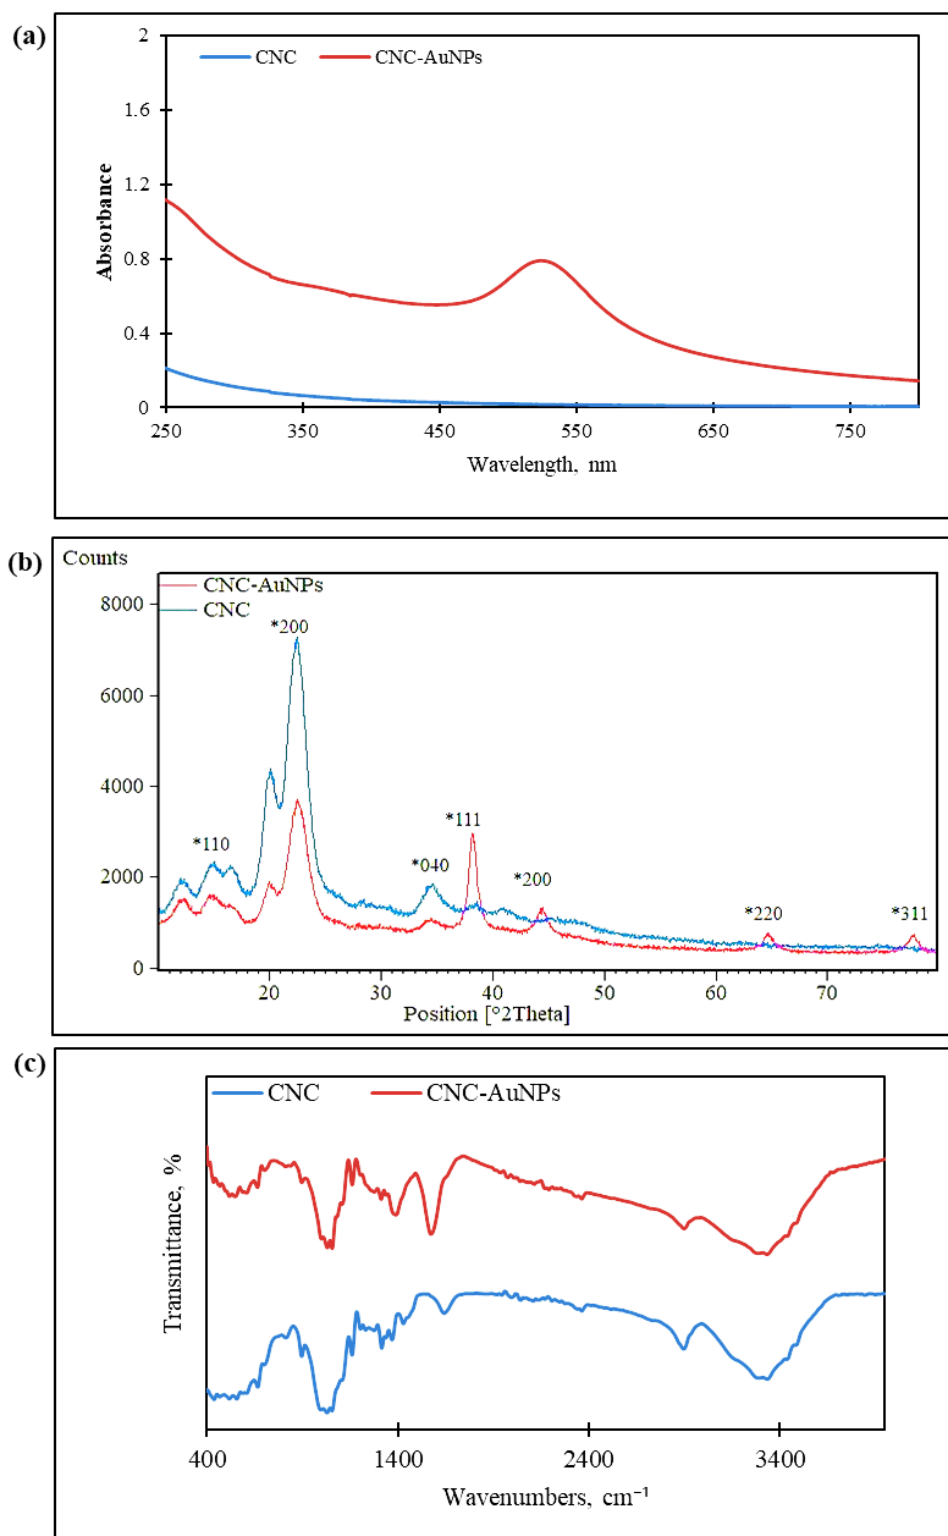 (a)
2
CNC CNC-AuNPs
1.6
1.2
Absorbance
0.8
0.4
0
250 350 450 550 650 750
Wavelength, nm
(b)
Counts
CNC-AuNPs
CNC
8000
*200
6000
4000
*111
*110
*040
*200
2000
*220 *311
0
20 30 40 50 60 70
Position [°2Theta]
(c)
CNC CNC-AuNPs
Transmittance, %
400 1400 2400 3400
Wavenumbers, cm⁻¹